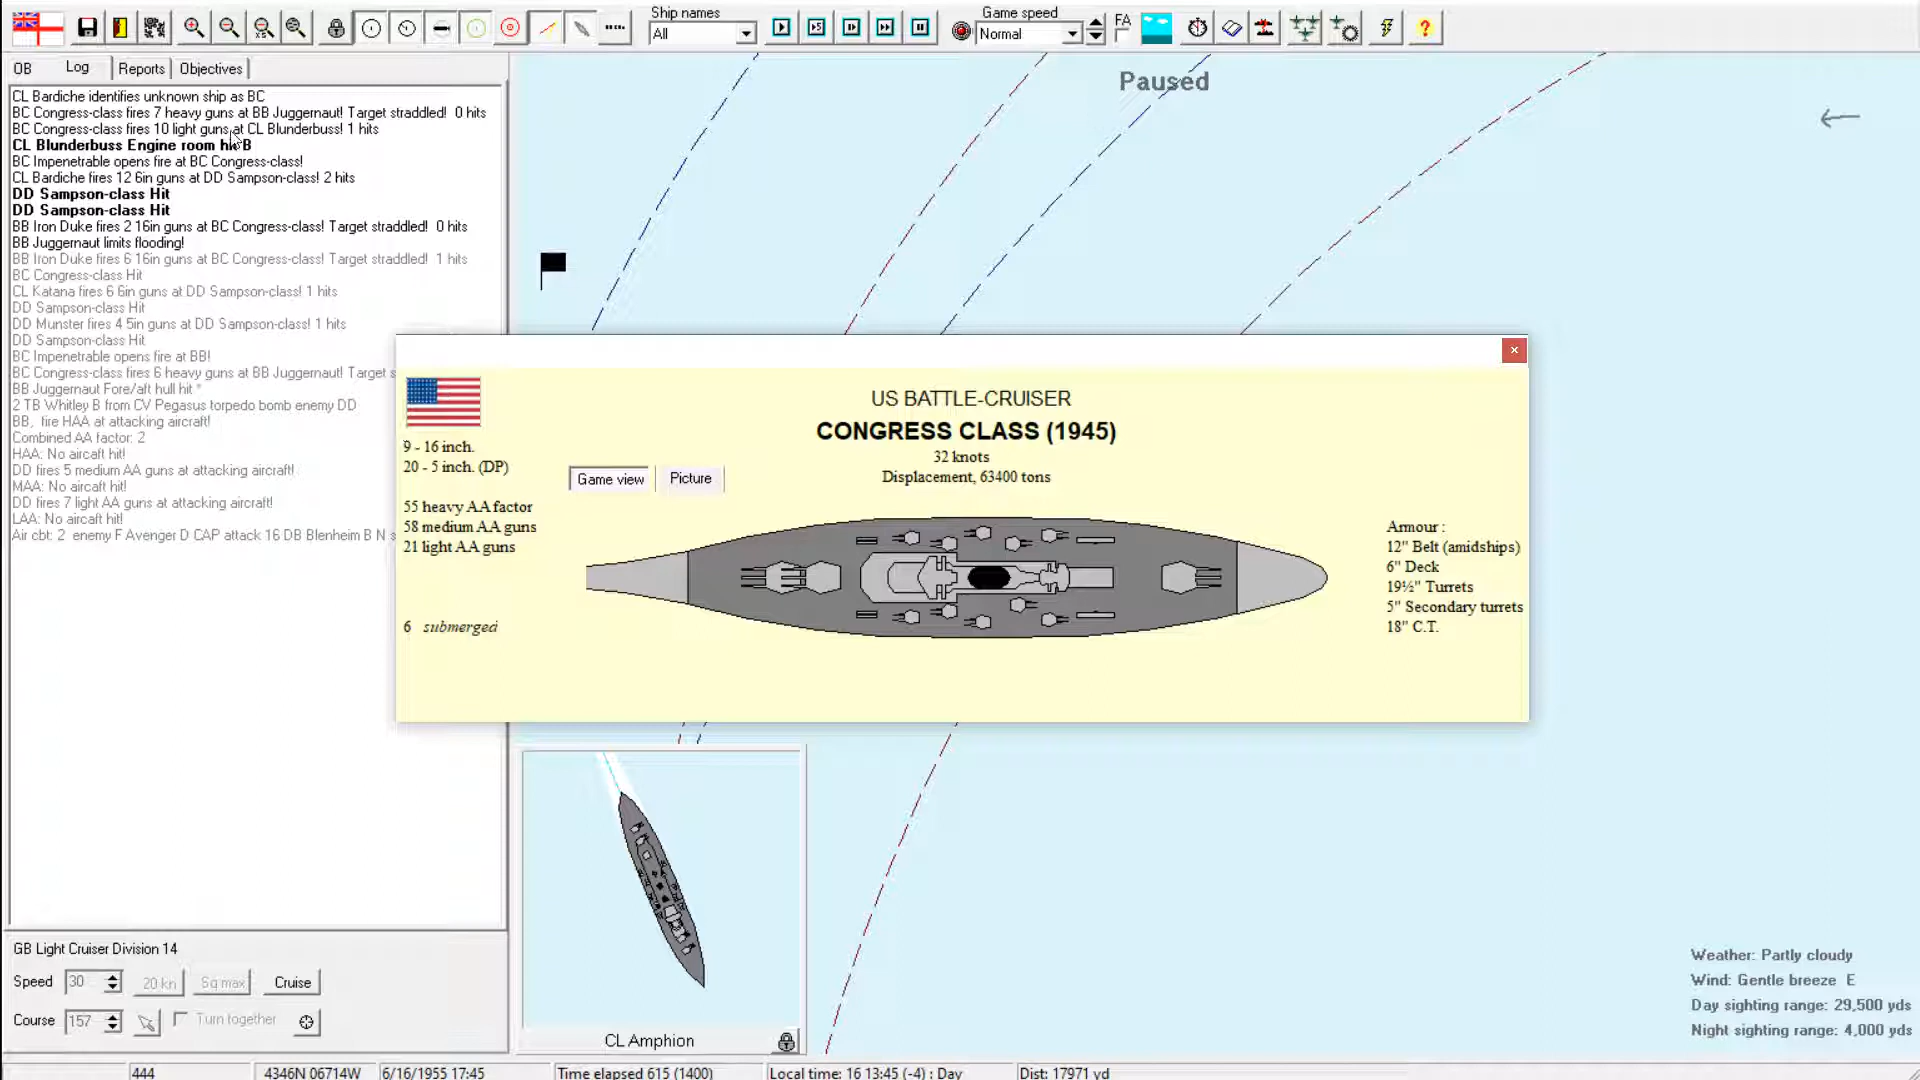 Ship names
All
Game speed
Normal
FA
OB
Log
Reports
Objectives
Paused
CL Bardiche identifies unknown ship as BC
BC Congress-class fires 7 heavy guns at BB Juggernaut! Target straddled!  0 hits
BC Congress-class fires 10 light guns at CL Blunderbuss! 1 hits
CL Blunderbuss Engine room hit B
BC Impenetrable opens fire at BC Congress-class!
CL Bardiche fires 12 6in guns at DD Sampson-class! 2 hits
DD Sampson-class Hit
DD Sampson-class Hit
BB Iron Duke fires 2 16in guns at BC Congress-class! Target straddled!  0 hits
BB Juggernaut limits flooding!
BB Iron Duke fires 6 16in guns at BC Congress-class! Target straddled!  1 hits
BC Congress-class Hit
CL Katana fires 6 6in guns at DD Sampson-class! 1 hits
DD Sampson-class Hit
DD Munster fires 4 5in guns at DD Sampson-class! 1 hits
DD Sampson-class Hit
BC Impenetrable opens fire at BB!
BC Congress-class fires 6 heavy guns at BB Juggernaut! Target s
BB Juggernaut Fore/aft hull hit *
2 TB Whitley B from CV Pegasus torpedo bomb enemy DD
BB,  fire HAA at attacking aircraft!
Combined AA factor: 2
HAA: No aircaft hit!
DD fires 5 medium AA guns at attacking aircraft!
MAA: No aircaft hit!
DD fires 7 light AA guns at attacking aircraft!
LAA: No aircaft hit!
Air cbt: 2  enemy F Avenger D CAP attack 16 DB Blenheim B N s
US BATTLE-CRUISER
CONGRESS CLASS (1945)
32 knots
Displacement, 63400 tons
9 - 16 inch.
20 - 5 inch. (DP)
Game view
Picture
55 heavy AA factor
58 medium AA guns
21 light AA guns
6 submerged
Armour :
12" Belt (amidships)
6" Deck
19½" Turrets
5" Secondary turrets
18" C.T.
GB Light Cruiser Division 14
Speed
30
20 kn
Sq max
Cruise
Course
157
Turn together
CL Amphion
Weather: Partly cloudy
Wind: Gentle breeze  E
Day sighting range: 29,500 yds
Night sighting range: 4,000 yds
444
4346N 06714W
6/16/1955 17:45
Time elapsed 615 (1400)
Local time: 16 13:45 (-4) : Day
Dist: 17971 yd